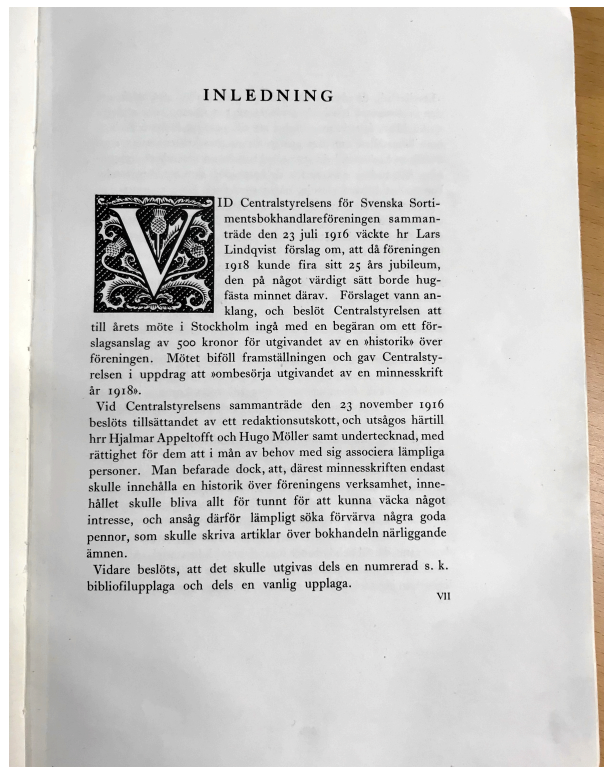 INLEDNING
VID Centralstyrelsens för Svenska Sorti-
mentsbokhandlareföreningen samman-
träde den 23 juli 1916 väckte hr Lars
Lindqvist förslag om, att då föreningen
1918 kunde fira sitt 25 års jubileum,
den på något värdigt sätt borde hug-
fästa minnet därav. Förslaget vann an-
klang, och beslöt Centralstyrelsen att
till årets möte i Stockholm ingå med en begäran om ett för-
slagsanslag av 500 kronor för utgivandet av en »historik» över
föreningen. Mötet biföll framställningen och gav Centralsty-
relsen i uppdrag att »ombesörja utgivandet av en minnesskrift
år 1918».
Vid Centralstyrelsens sammanträde den 23 november 1916
beslöts tillsättandet av ett redaktionsutskott, och utsågos härtill
hrr Hjalmar Appeltofft och Hugo Möller samt undertecknad, med
rättighet för dem att i mån av behov med sig associera lämpliga
personer. Man befarade dock, att, därest minnesskriften endast
skulle innehålla en historik över föreningens verksamhet, inne-
hållet skulle bliva allt för tunnt för att kunna väcka något
intresse, och ansåg därför lämpligt söka förvärva några goda
pennor, som skulle skriva artiklar över bokhandeln närliggande
ämnen.
Vidare beslöts, att det skulle utgivas dels en numrerad s. k.
bibliofilupplaga och dels en vanlig upplaga.
VII